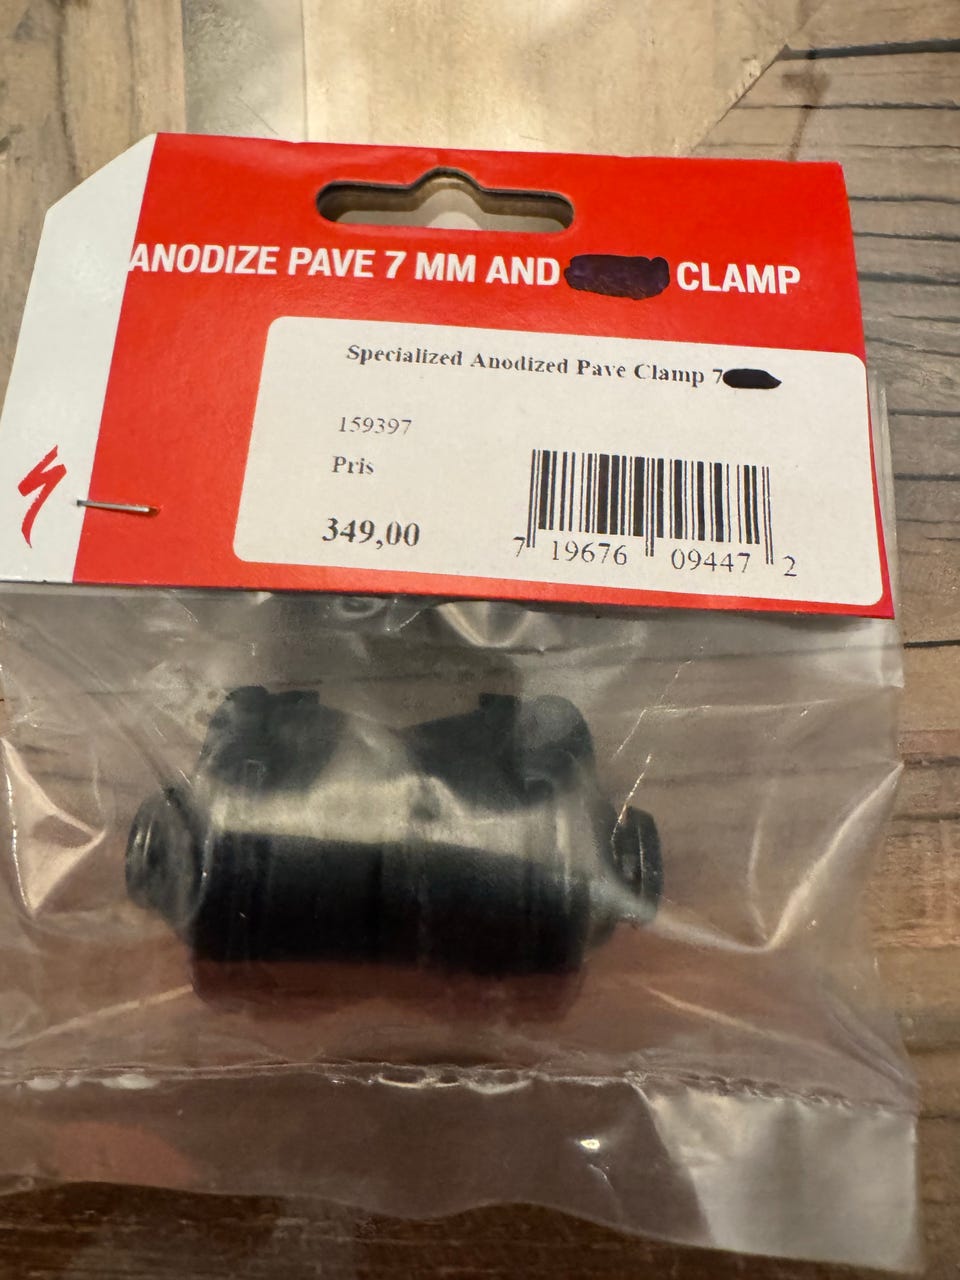 ANODIZE PAVE 7 MM AND CLAMP
Specialized Anodized Pave Clamp 7
159397
Pris
349,00
7 19676 09447 2